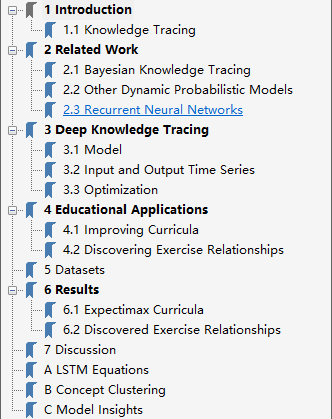 1 Introduction
1.1 Knowledge Tracing
2 Related Work
2.1 Bayesian Knowledge Tracing
2.2 Other Dynamic Probabilistic Models
2.3 Recurrent Neural Networks
3 Deep Knowledge Tracing
3.1 Model
3.2 Input and Output Time Series
3.3 Optimization
4 Educational Applications
4.1 Improving Curricula
4.2 Discovering Exercise Relationships
5 Datasets
6 Results
6.1 Expectimax Curricula
6.2 Discovered Exercise Relationships
7 Discussion
A LSTM Equations
B Concept Clustering
C Model Insights